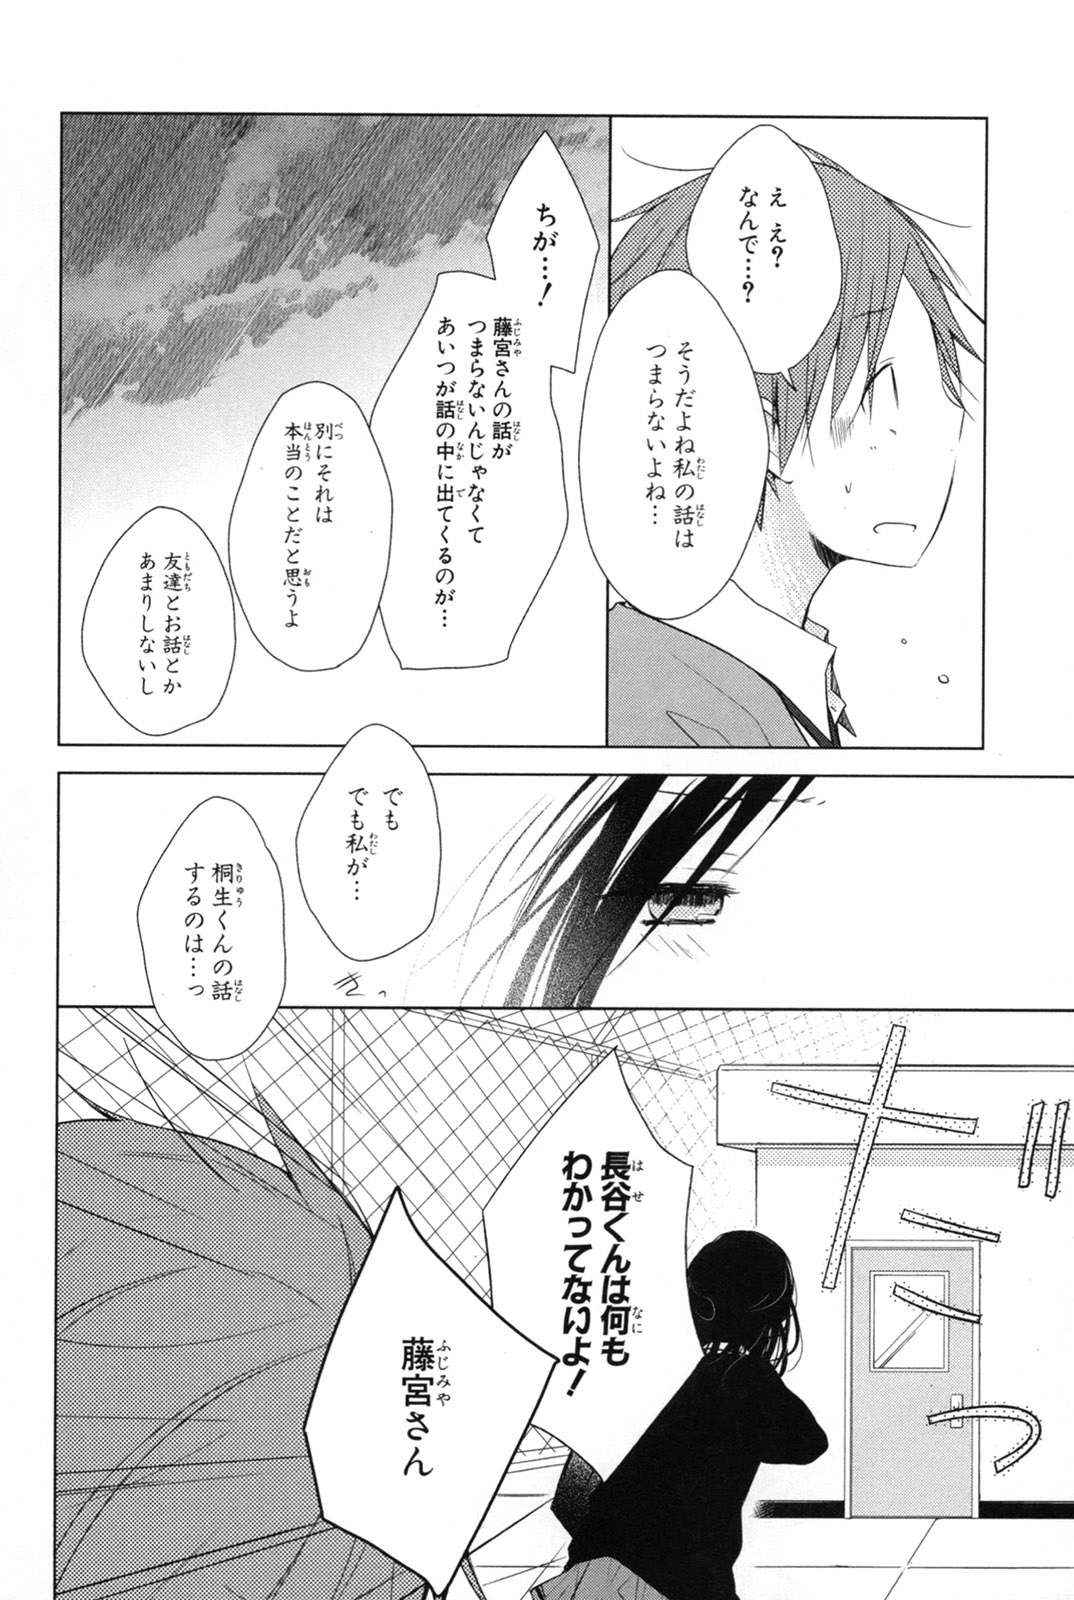 え え?
なんで…?
そうだよね私の話は
つまらないよね…
ちが…!
藤宮さんの話が
つまらないんじゃなくて
あいつが話の中に出てくるのが…
別にそれは
本当のことだと思うよ
友達とお話とか
あまりしないし
でも
でも私が…
桐生くんの話
するのは…っ
きっ
長谷くんは何も
わかってないよ!
藤宮さん